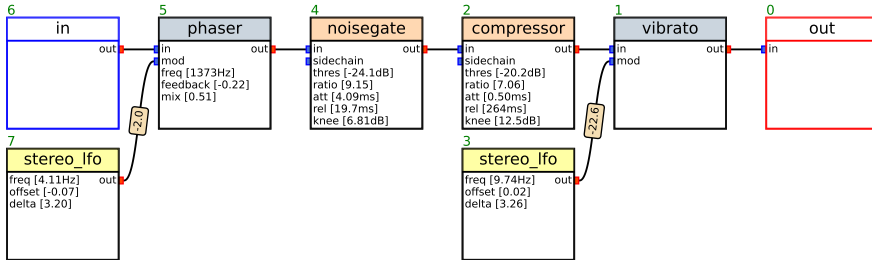 6
in
out
5
phaser
in out
mod
freq [1373Hz]
feedback [-0.22]
mix [0.51]
4
noisegate
in out
sidechain
thres [-24.1dB]
ratio [9.15]
att [4.09ms]
rel [19.7ms]
knee [6.81dB]
2
compressor
in out
sidechain
thres [-20.2dB]
ratio [7.06]
att [0.50ms]
rel [264ms]
knee [12.5dB]
1
vibrato
in out
mod
0
out
in
-2.0
-22.6
7
stereo_lfo
freq [4.11Hz] out
offset [-0.07]
delta [3.20]
3
stereo_lfo
freq [9.74Hz] out
offset [0.02]
delta [3.26]